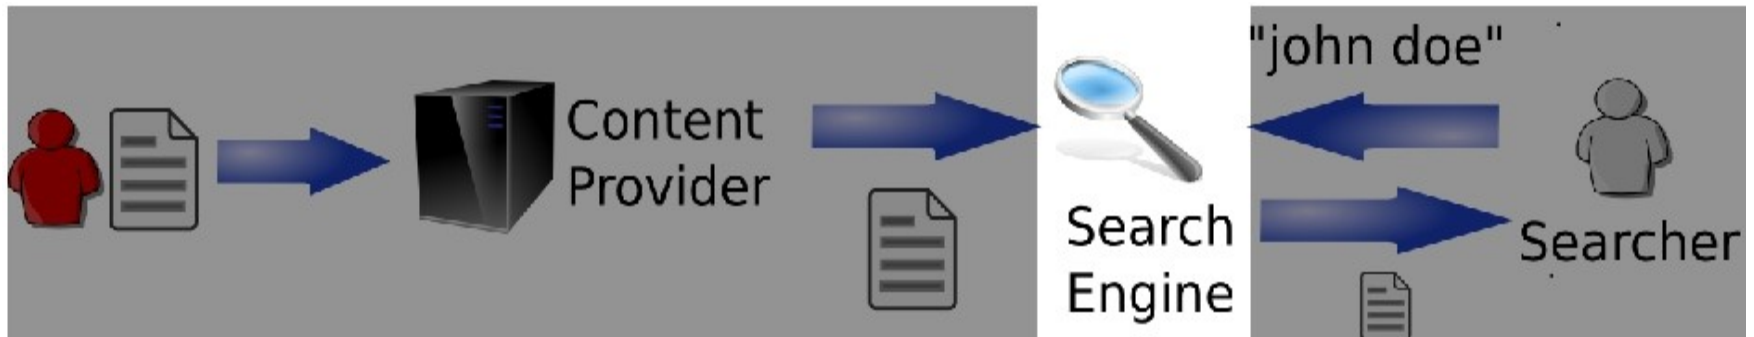 Content
Provider
Search
Engine
"john doe"
Searcher